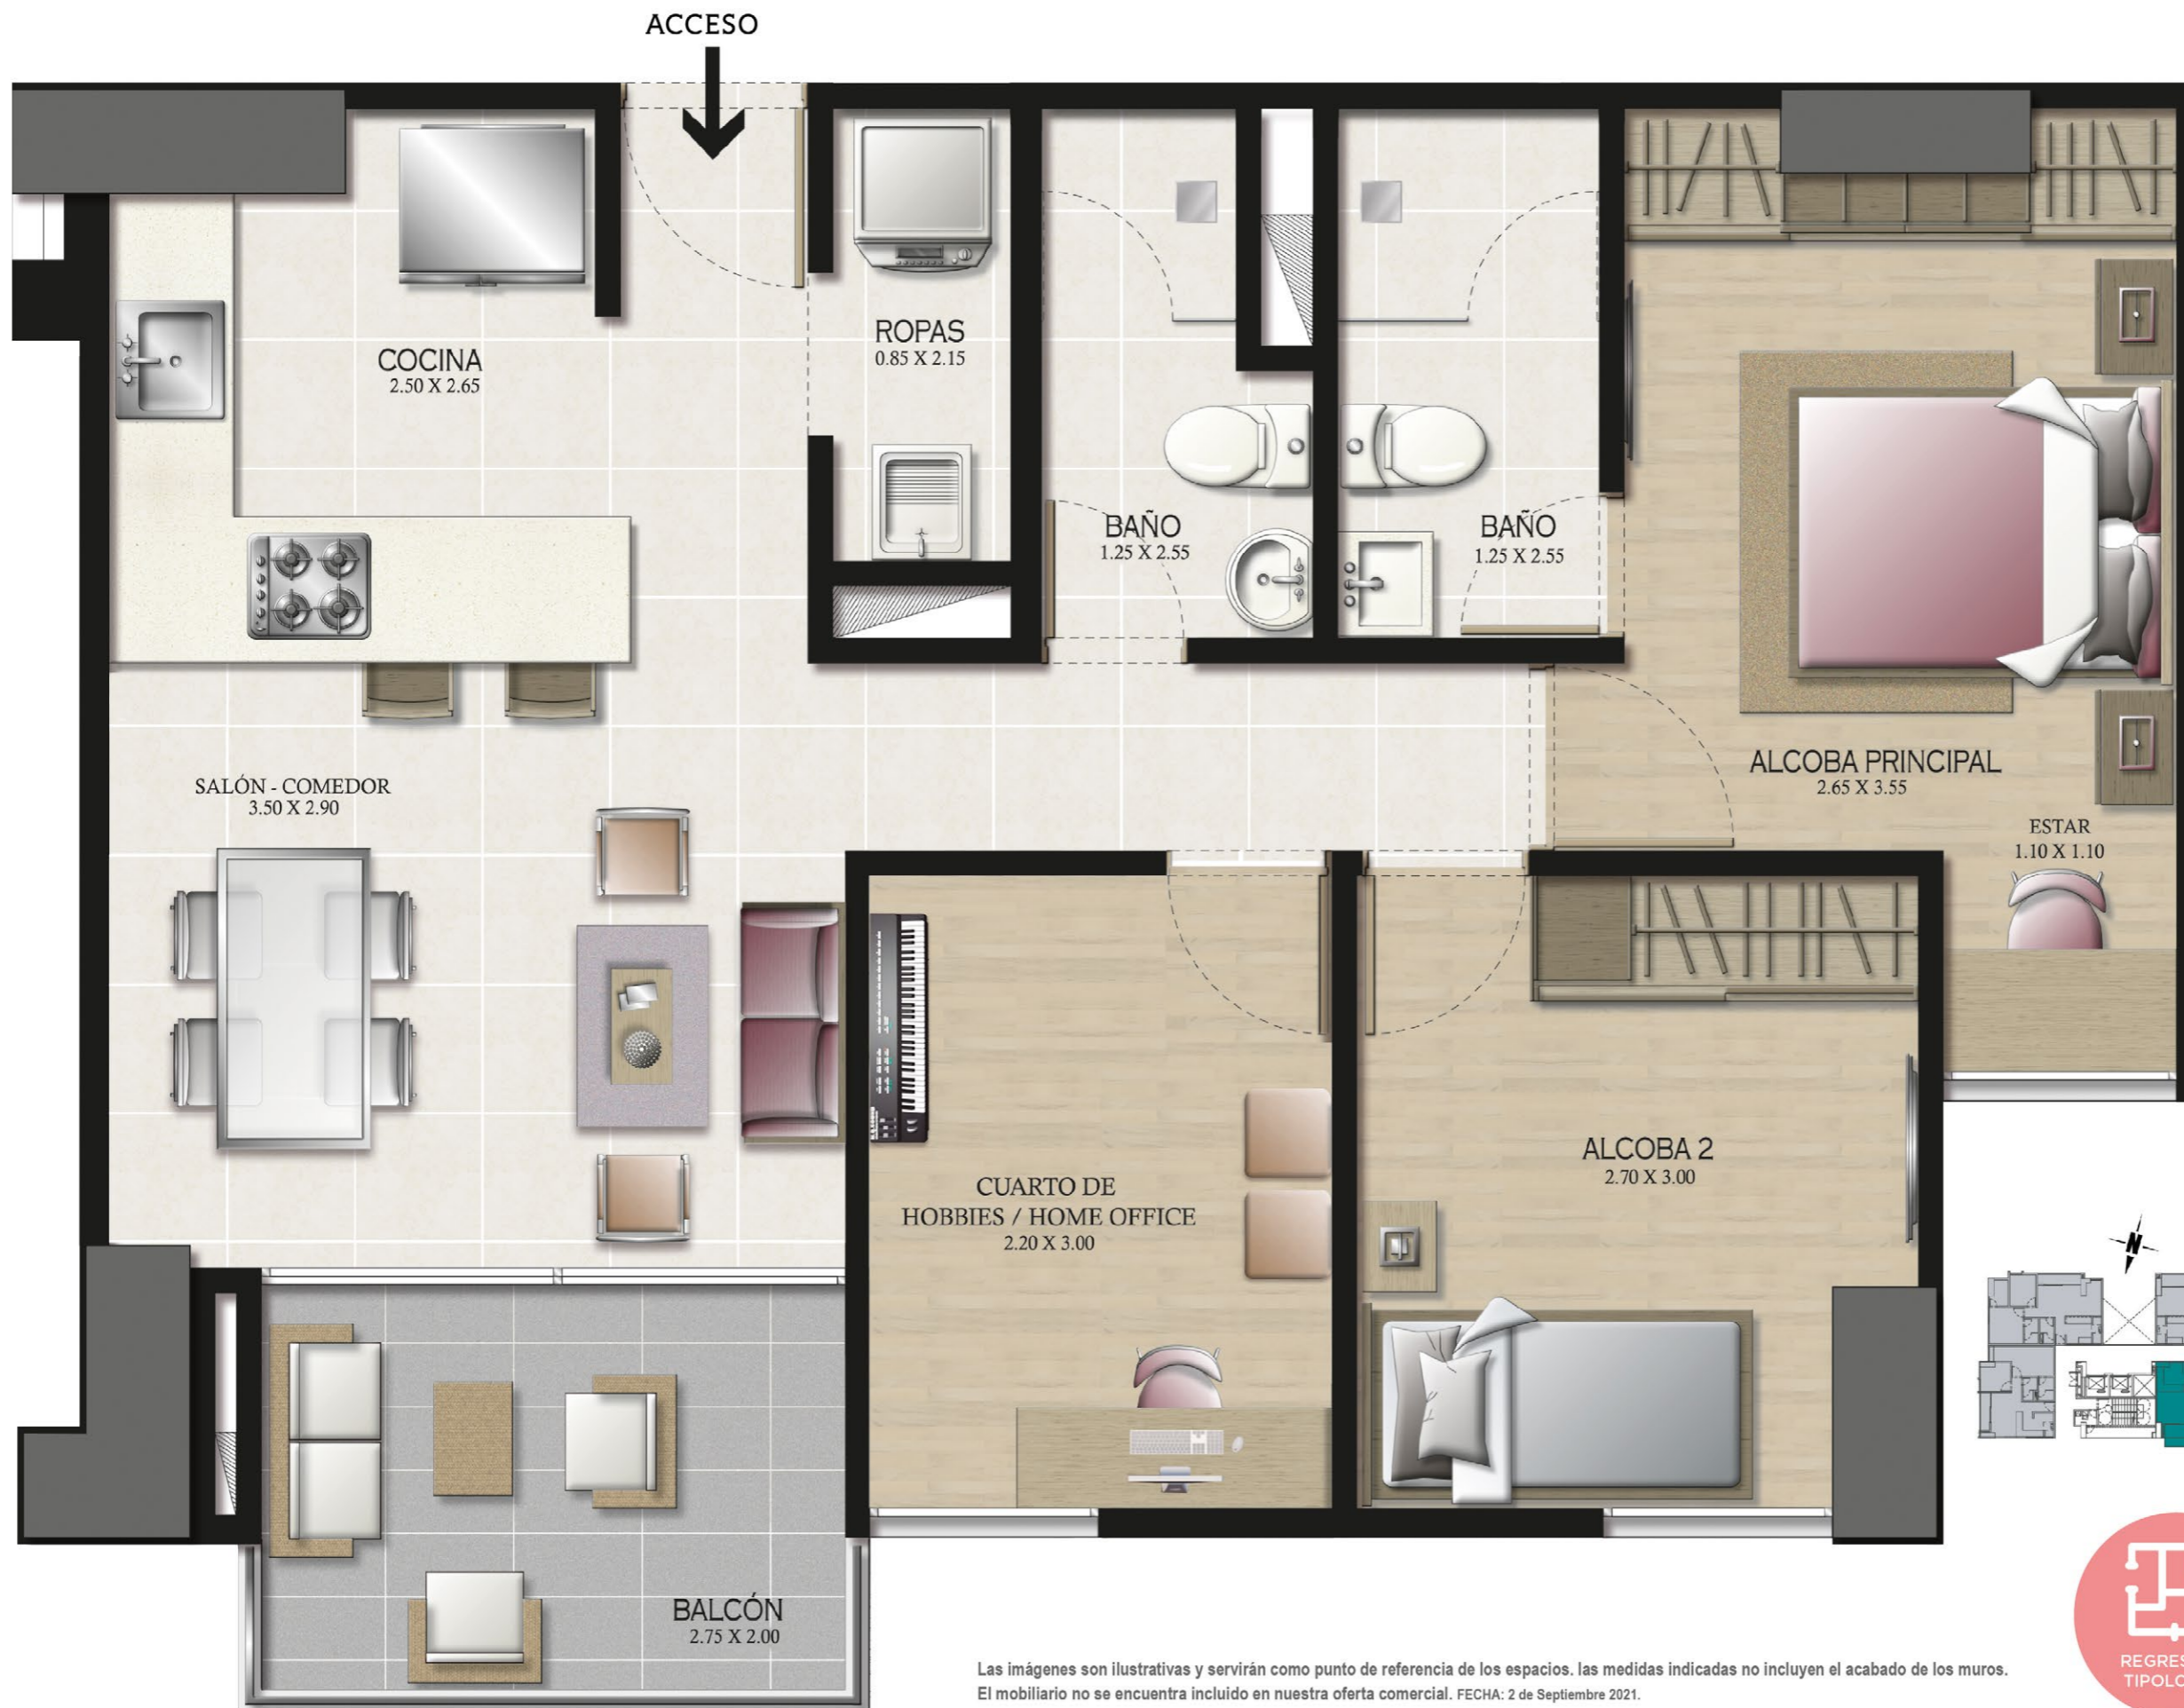 ACCESO
COCINA
2.50 X 2.65
ROPAS
0.85 X 2.15
BAÑO
1.25 X 2.55
BAÑO
1.25 X 2.55
ALCOBA PRINCIPAL
2.65 X 3.55
SALÓN - COMEDOR
3.50 X 2.90
ESTAR
1.10 X 1.10
CUARTO DE
HOBBIES / HOME OFFICE
2.20 X 3.00
ALCOBA 2
2.70 X 3.00
N
BALCÓN
2.75 X 2.00
Las imágenes son ilustrativas y servirán como punto de referencia de los espacios. las medidas indicadas no incluyen el acabado de los muros.
El mobiliario no se encuentra incluido en nuestra oferta comercial. FECHA: 2 de Septiembre 2021.